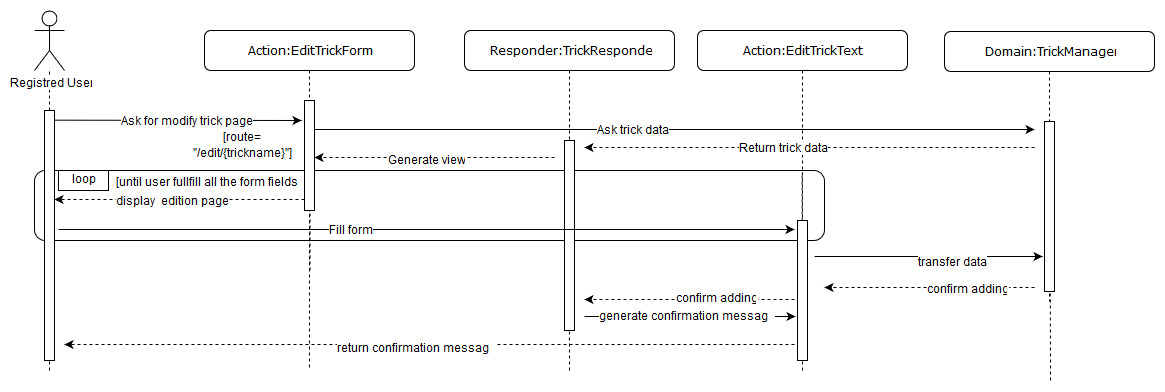 Action:EditTrickForm
Responder:TrickResponde
Action:EditTrickText
Domain:TrickManager
Registred User
Ask for modify trick page
[route=
"/edit/{trickname}"]
Ask trick data
Return trick data
Generate view
loop
[until user fullfill all the form fields
display edition page
Fill form
transfer data
confirm adding
confirm adding
generate confirmation messag
return confirmation messag